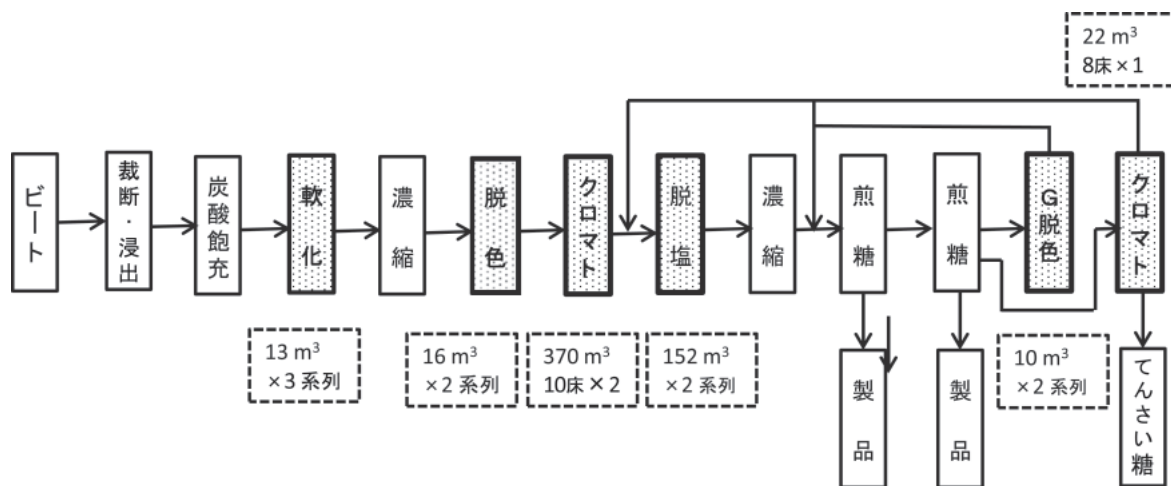 22 m³
8床×1
ビート
裁断・浸出
炭酸飽充
軟化
濃縮
脱色
クロマト
脱塩
濃縮
煎糖
煎糖
G脱色
クロマト
13 m³
×3 系列
16 m³
×2 系列
370 m³
10床×2
152 m³
×2 系列
10 m³
×2 系列
製品
製品
てんさい糖